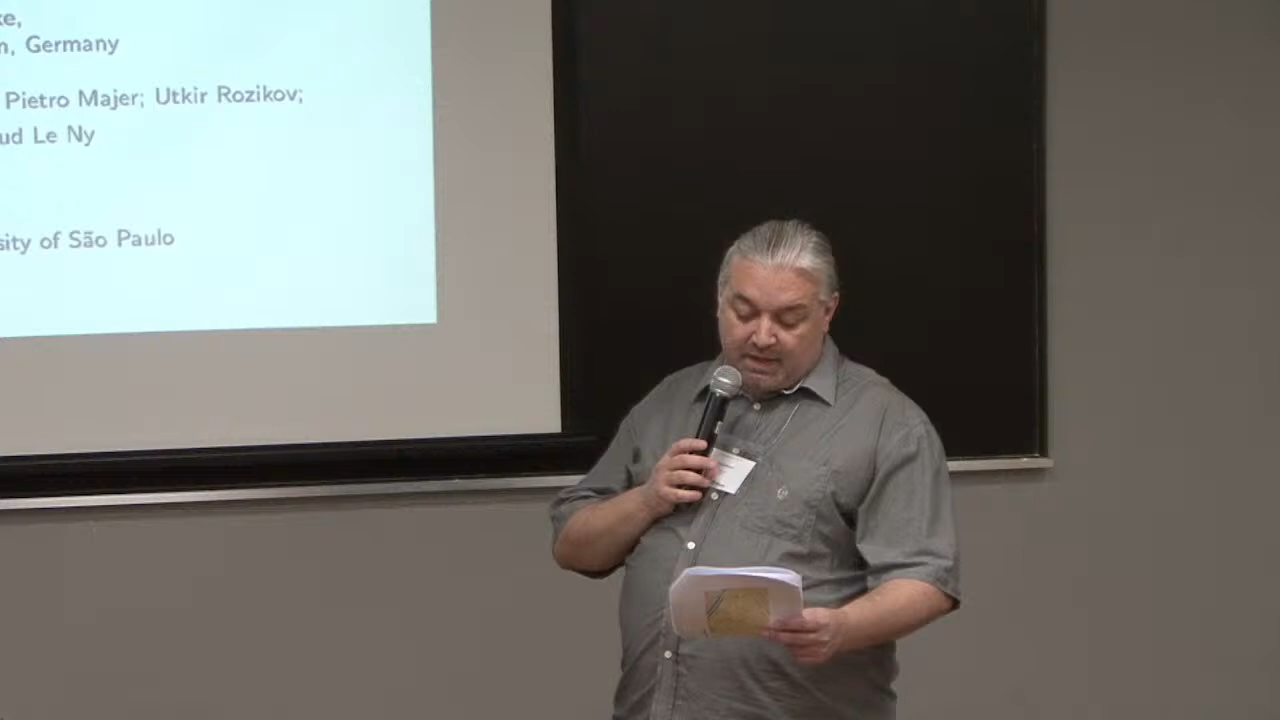 ke,
n, Germany
Pietro Majer; Utkir Rozikov;
ud Le Ny
sity of São Paulo